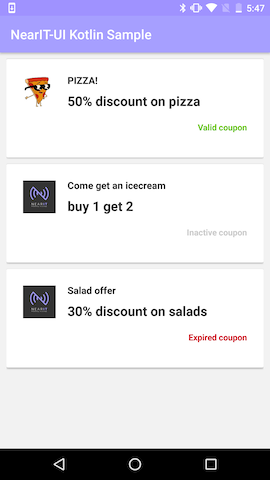 5:47
NearIT-UI Kotlin Sample
PIZZA!
50% discount on pizza
Valid coupon
Come get an icecream
buy 1 get 2
NEARIT
Inactive coupon
Salad offer
30% discount on salads
NEARIT
Expired coupon